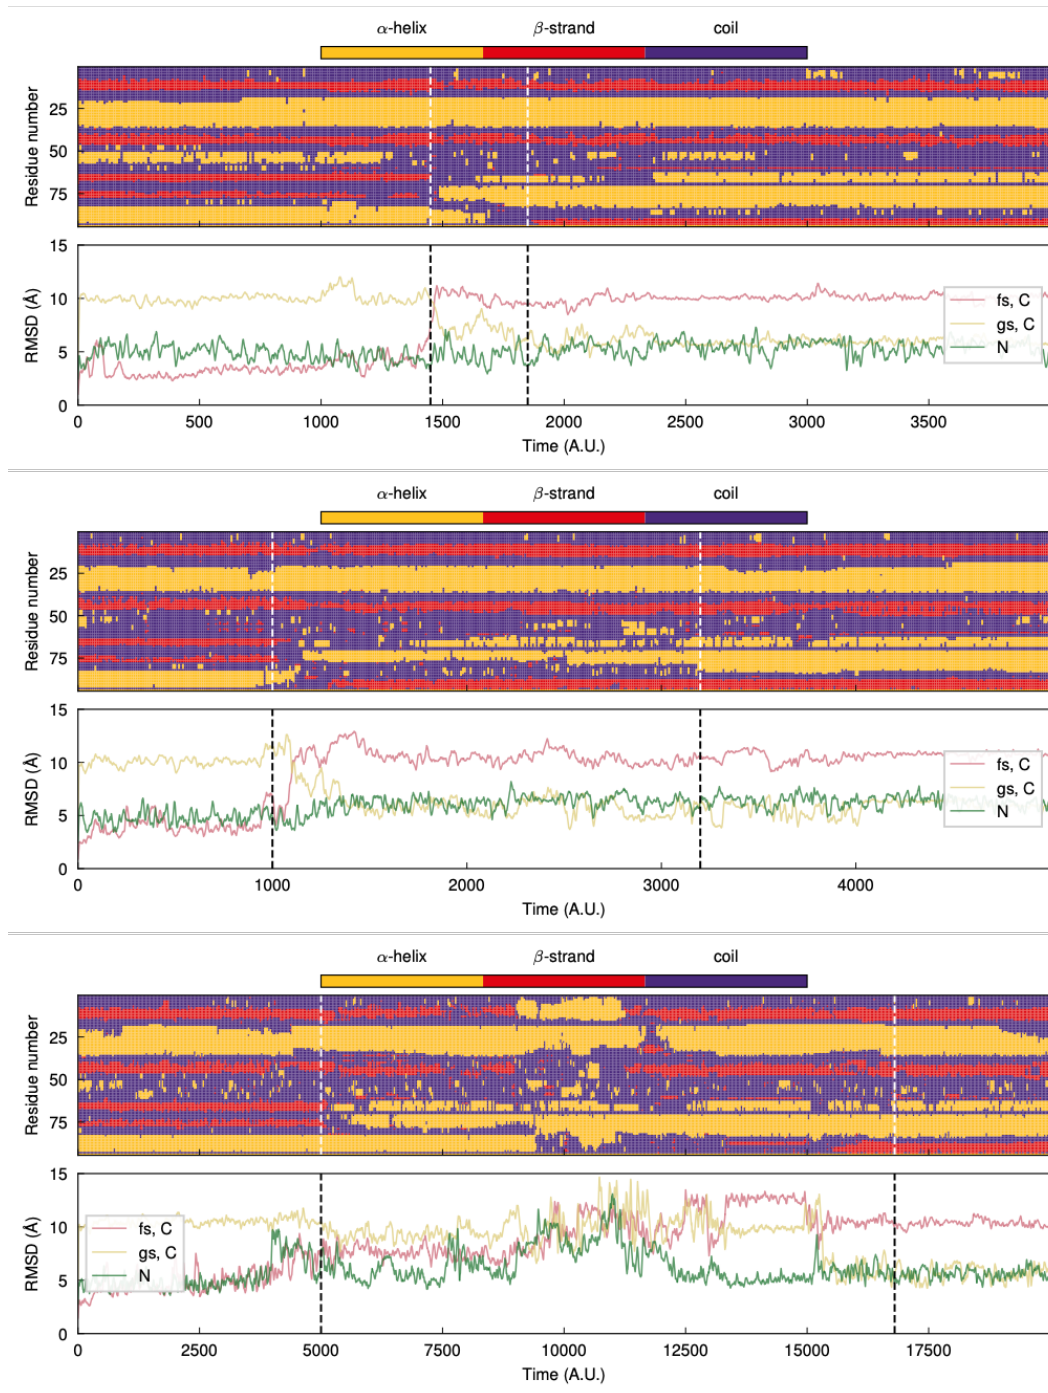 α-helix β-strand coil
Residue number
25
50
75
RMSD (Å)
15
10
5
0
fs, C
gs, C
N
0 500 1000 1500 2000 2500 3000 3500
Time (A.U.)
α-helix β-strand coil
Residue number
25
50
75
RMSD (Å)
15
10
5
0
fs, C
gs, C
N
0 1000 2000 3000 4000
Time (A.U.)
α-helix β-strand coil
Residue number
25
50
75
RMSD (Å)
15
10
5
0
fs, C
gs, C
N
0 2500 5000 7500 10000 12500 15000 17500
Time (A.U.)